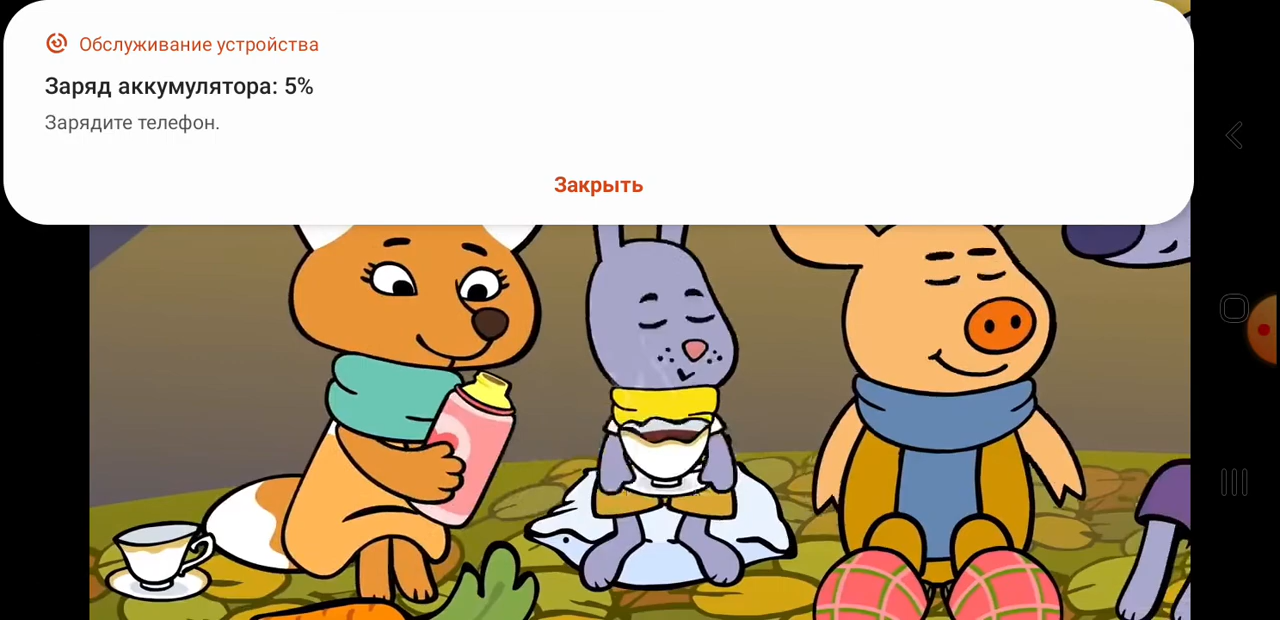 Обслуживание устройства
Заряд аккумулятора: 5%
Зарядите телефон.
Закрыть